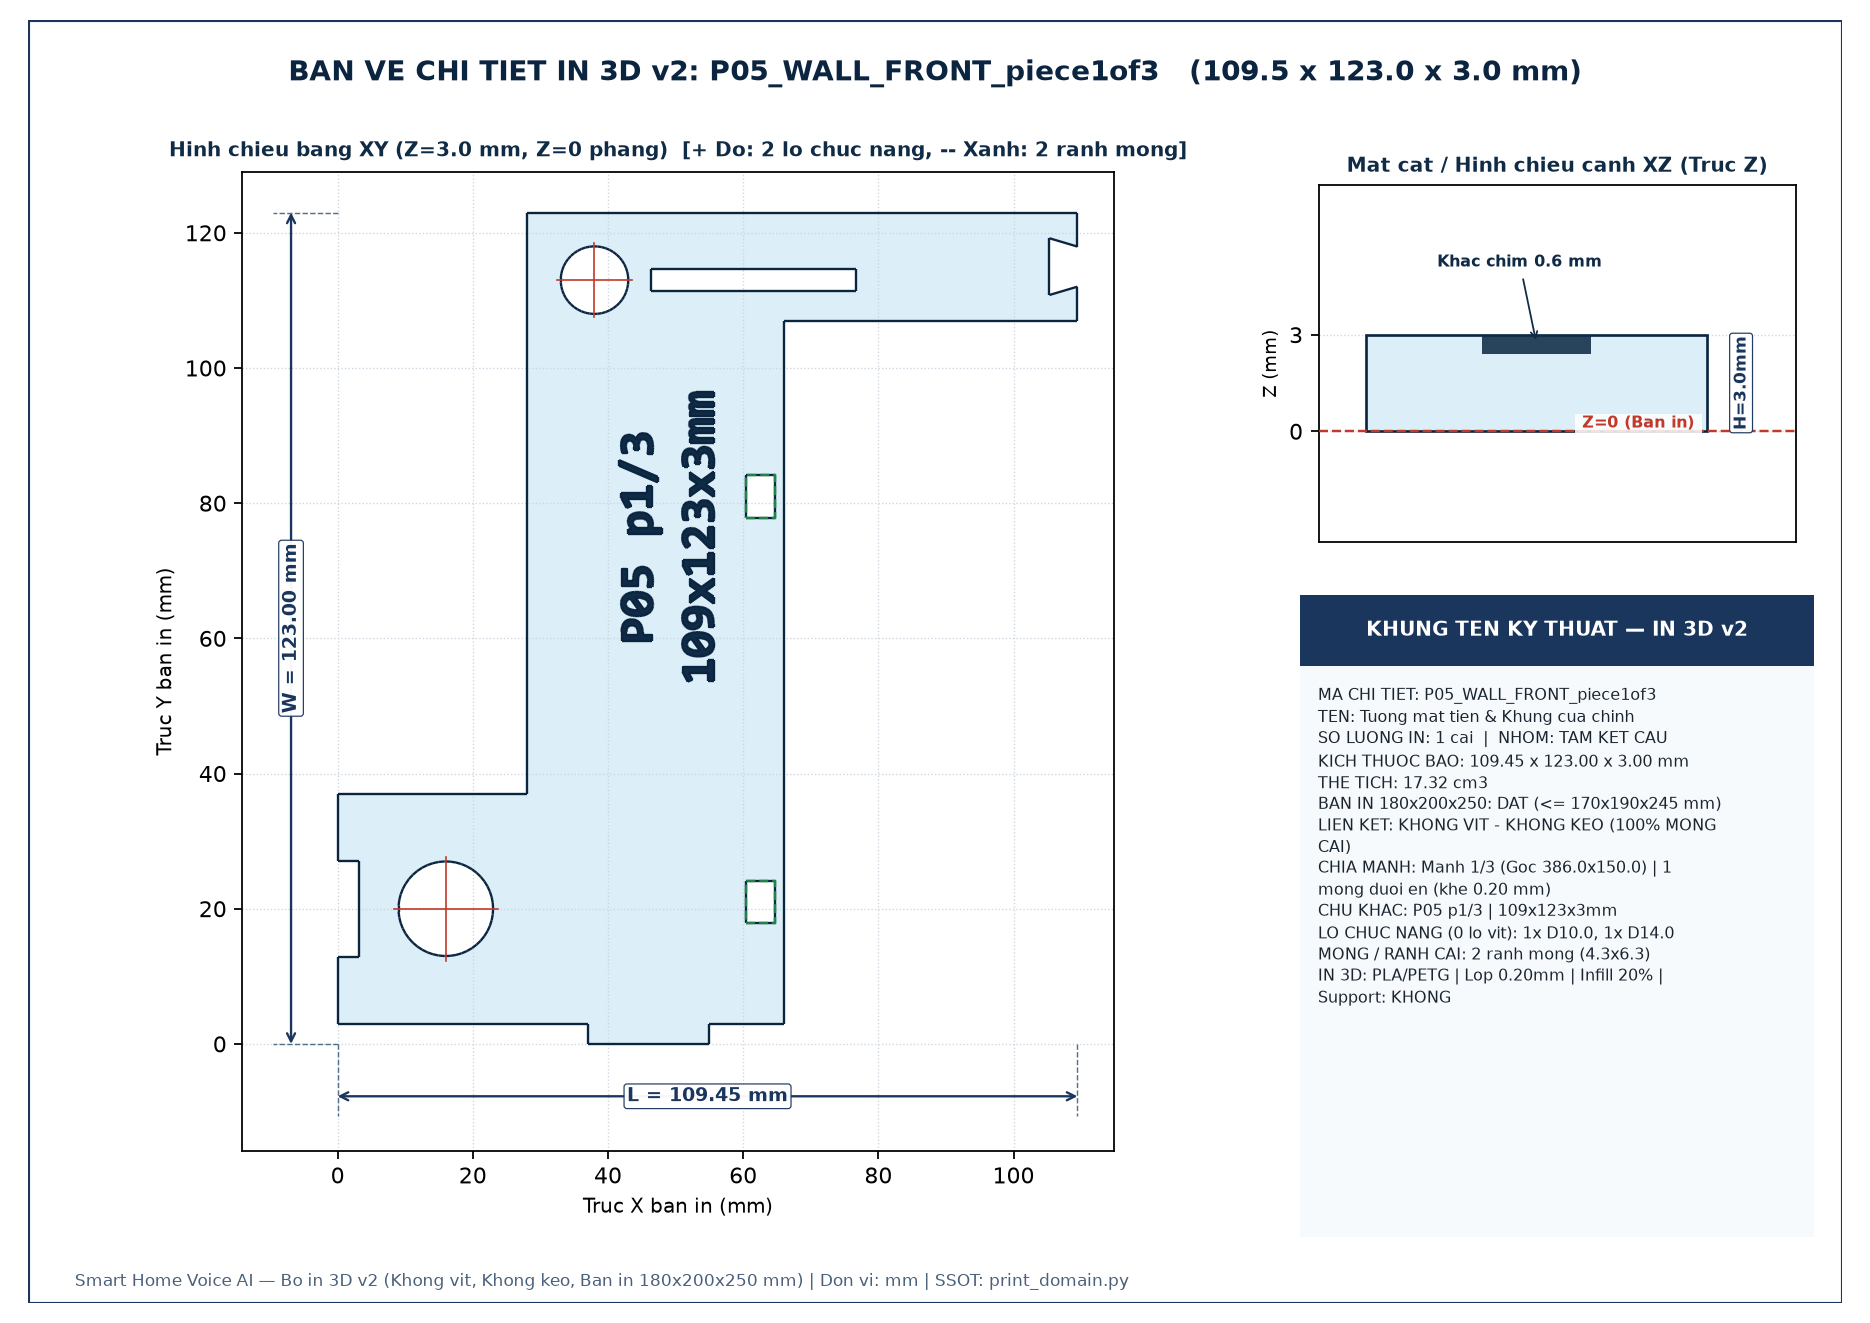 BAN VE CHI TIET IN 3D v2: P05_WALL_FRONT_piece1of3 (109.5 x 123.0 x 3.0 mm)
Hinh chieu bang XY (Z=3.0 mm, Z=0 phang) [+ Do: 2 lo chuc nang, -- Xanh: 2 ranh mong]
120
100
80
60
40
20
0
Truc Y ban in (mm)
W = 123.00 mm
P05 p1/3
109x123x3mm
L = 109.45 mm
0
20
40
60
80
100
Truc X ban in (mm)
Mat cat / Hinh chieu canh XZ (Truc Z)
Khac chim 0.6 mm
Z (mm)
3
0
Z=0 (Ban in)
H=3.0mm
KHUNG TEN KY THUAT — IN 3D v2
MA CHI TIET: P05_WALL_FRONT_piece1of3
TEN: Tuong mat tien & Khung cua chinh
SO LUONG IN: 1 cai | NHOM: TAM KET CAU
KICH THUOC BAO: 109.45 x 123.00 x 3.00 mm
THE TICH: 17.32 cm3
BAN IN 180x200x250: DAT (<= 170x190x245 mm)
LIEN KET: KHONG VIT - KHONG KEO (100% MONG
CAI)
CHIA MANH: Manh 1/3 (Goc 386.0x150.0) | 1
mong duoi en (khe 0.20 mm)
CHU KHAC: P05 p1/3 | 109x123x3mm
LO CHUC NANG (0 lo vit): 1x D10.0, 1x D14.0
MONG / RANH CAI: 2 ranh mong (4.3x6.3)
IN 3D: PLA/PETG | Lop 0.20mm | Infill 20% |
Support: KHONG
Smart Home Voice AI — Bo in 3D v2 (Khong vit, Khong keo, Ban in 180x200x250 mm) | Don vi: mm | SSOT: print_domain.py